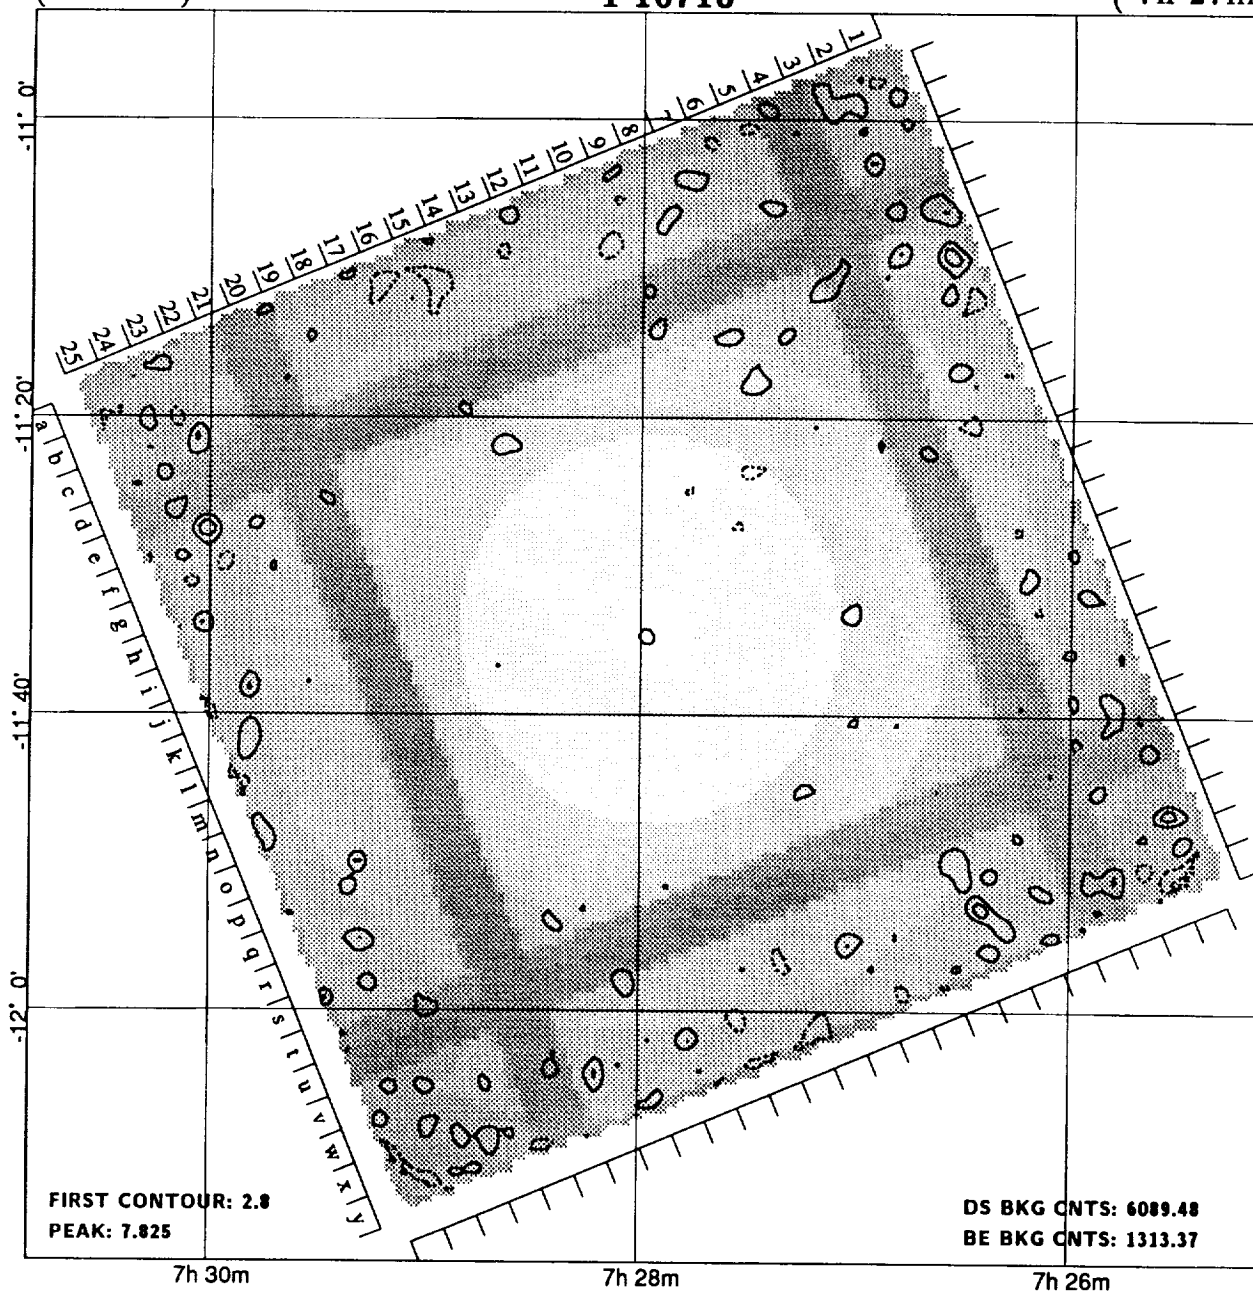 1 2 3 4 5 6 7 8 9 10 11 12 13 14 15 16 17 18 19 20 21 22 23 24 25
-11° 0'
-11° 20'
-11° 40'
-12° 0'
a b c d e f g h i j k l m n o p q r s t u v w x y
FIRST CONTOUR: 2.8
PEAK: 7.825
DS BKG CNTS: 6089.48
BE BKG CNTS: 1313.37
7h 30m 7h 28m 7h 26m